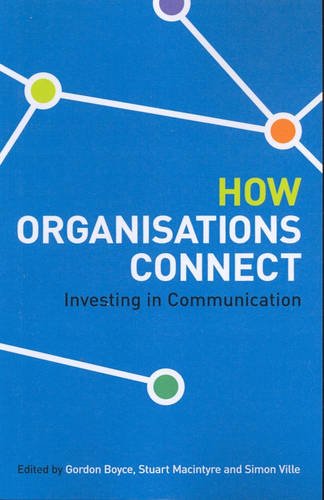 HOW
ORGANISATIONS
CONNECT
Investing in Communication
Edited by Gordon Boyce, Stuart Macintyre and Simon Ville